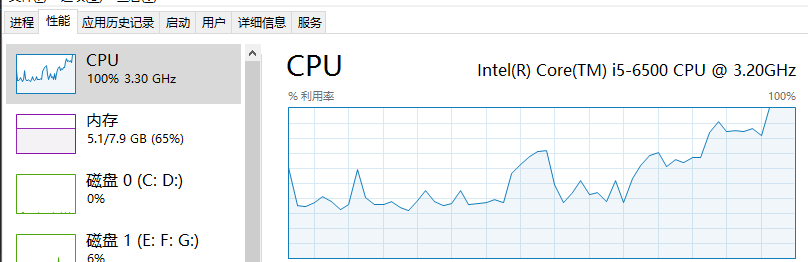 进程 性能 应用历史记录 启动 用户 详细信息 服务
CPU
100% 3.30 GHz
内存
5.1/7.9 GB (65%)
磁盘 0 (C: D:)
0%
磁盘 1 (E: F: G:)
6%
CPU
Intel(R) Core(TM) i5-6500 CPU @ 3.20GHz
% 利用率
100%